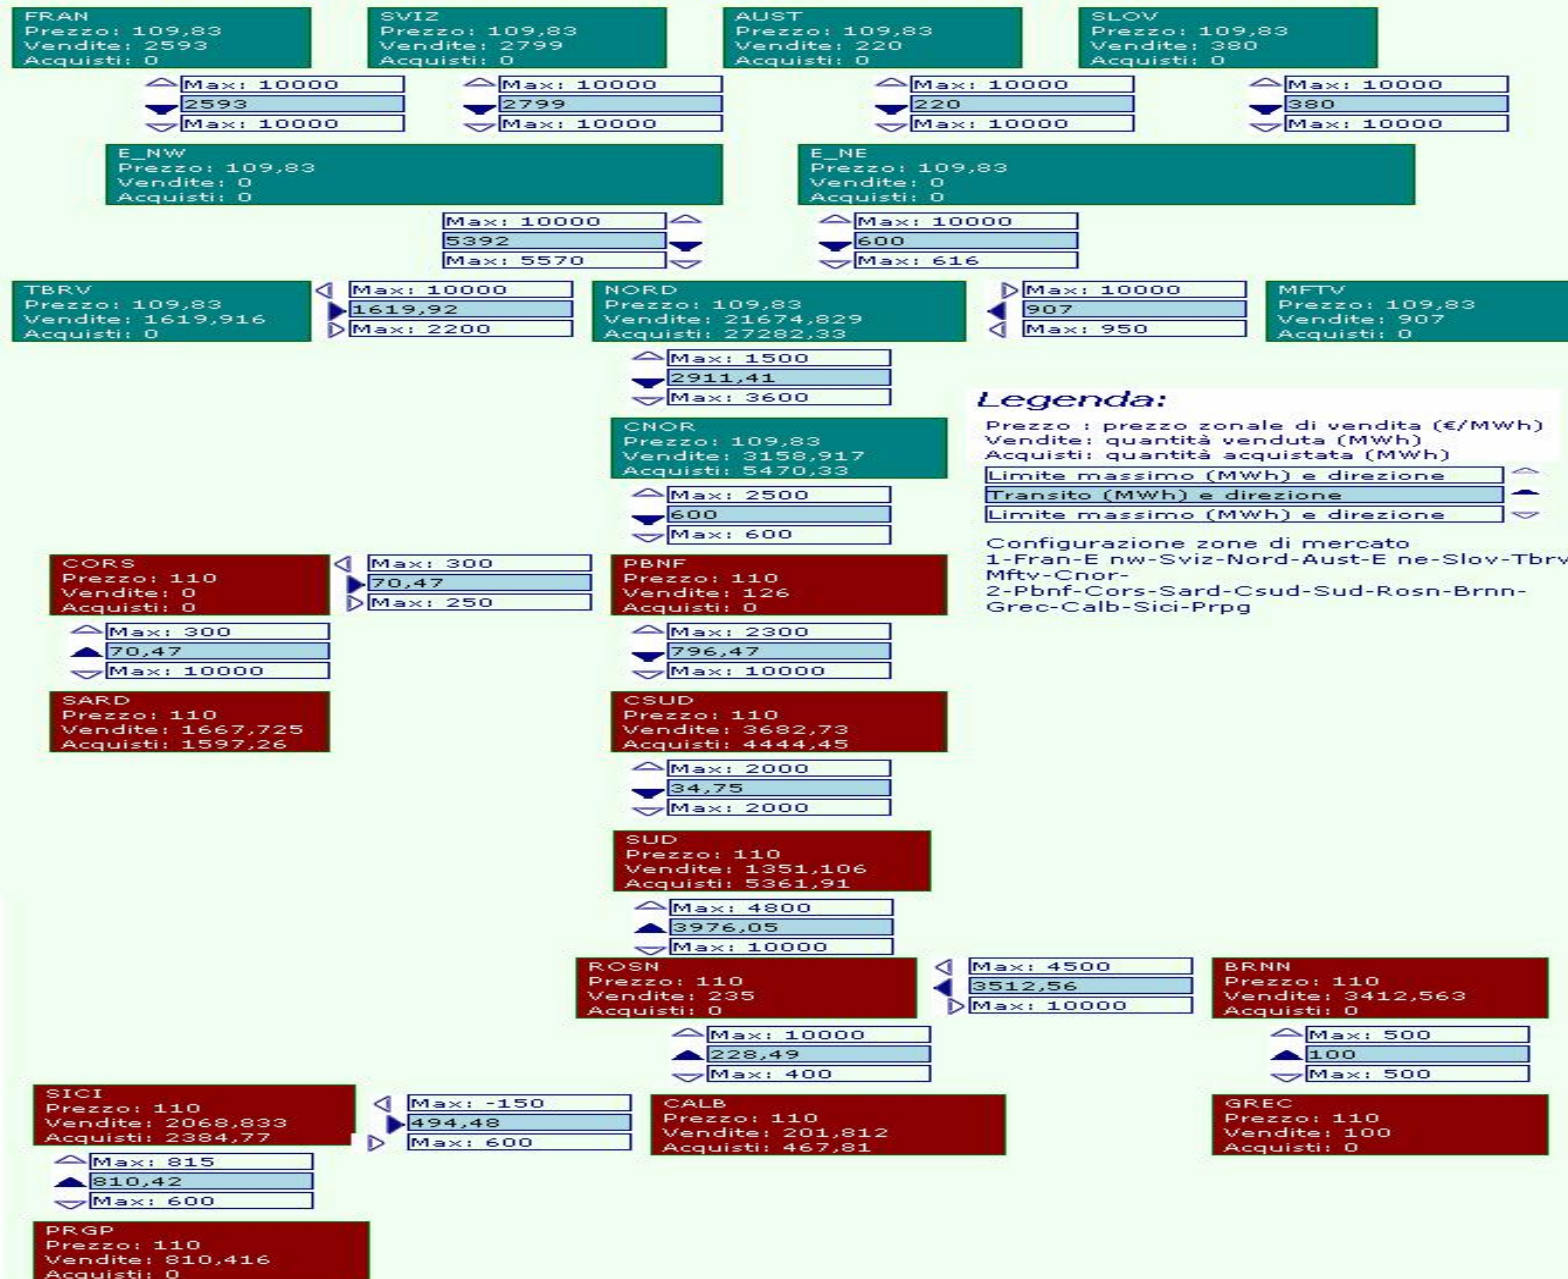 FRAN
Prezzo: 109,83
Vendite: 2593
Acquisti: 0
SVIZ
Prezzo: 109,83
Vendite: 2799
Acquisti: 0
AUST
Prezzo: 109,83
Vendite: 220
Acquisti: 0
SLOV
Prezzo: 109,83
Vendite: 380
Acquisti: 0
Max: 10000
2593
Max: 10000
Max: 10000
2799
Max: 10000
Max: 10000
220
Max: 10000
Max: 10000
380
Max: 10000
E_NW
Prezzo: 109,83
Vendite: 0
Acquisti: 0
E_NE
Prezzo: 109,83
Vendite: 0
Acquisti: 0
Max: 10000
5392
Max: 5570
Max: 10000
600
Max: 616
TBRV
Prezzo: 109,83
Vendite: 1619,916
Acquisti: 0
Max: 10000
1619,92
Max: 2200
NORD
Prezzo: 109,83
Vendite: 21674,829
Acquisti: 27282,33
Max: 10000
907
Max: 950
MFTV
Prezzo: 109,83
Vendite: 907
Acquisti: 0
Max: 1500
2911,41
Max: 3600
Legenda:
Prezzo : prezzo zonale di vendita (€/MWh)
Vendite: quantità venduta (MWh)
Acquisti: quantità acquistata (MWh)
Limite massimo (MWh) e direzione
Transito (MWh) e direzione
Limite massimo (MWh) e direzione
Configurazione zone di mercato
1-Fran-E nw-Sviz-Nord-Aust-E ne-Slov-Tbrv
Mftv-Cnor-
2-Pbnf-Cors-Sard-Csud-Sud-Rosn-Brnn-
Grec-Calb-Sici-Prpg
CNOR
Prezzo: 109,83
Vendite: 3158,917
Acquisti: 5470,33
Max: 2500
600
Max: 600
CORS
Prezzo: 110
Vendite: 0
Acquisti: 0
Max: 300
70,47
Max: 250
PBNF
Prezzo: 110
Vendite: 126
Acquisti: 0
Max: 300
70,47
Max: 10000
Max: 2300
796,47
Max: 10000
SARD
Prezzo: 110
Vendite: 1667,725
Acquisti: 1597,26
CSUD
Prezzo: 110
Vendite: 3682,73
Acquisti: 4444,45
Max: 2000
34,75
Max: 2000
SUD
Prezzo: 110
Vendite: 1351,106
Acquisti: 5361,91
Max: 4800
3976,05
Max: 10000
ROSN
Prezzo: 110
Vendite: 235
Acquisti: 0
Max: 4500
3512,56
Max: 10000
BRNN
Prezzo: 110
Vendite: 3412,563
Acquisti: 0
Max: 10000
228,49
Max: 400
Max: 500
100
Max: 500
SICI
Prezzo: 110
Vendite: 2068,833
Acquisti: 2384,77
Max: -150
494,48
Max: 600
CALB
Prezzo: 110
Vendite: 201,812
Acquisti: 467,81
GREC
Prezzo: 110
Vendite: 100
Acquisti: 0
Max: 815
810,42
Max: 600
PRGP
Prezzo: 110
Vendite: 810,416
Acquisti: 0